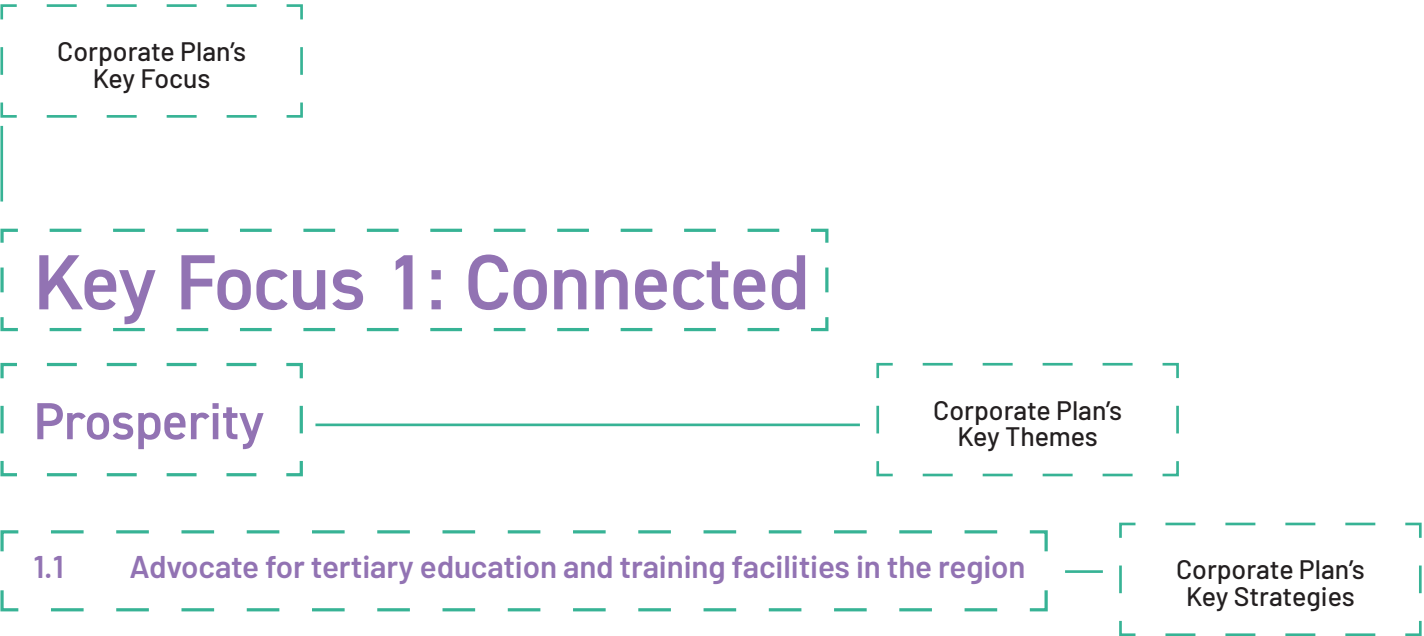 Corporate Plan's
Key Focus
Key Focus 1: Connected
Prosperity
Corporate Plan's
Key Themes
1.1 Advocate for tertiary education and training facilities in the region
Corporate Plan's
Key Strategies